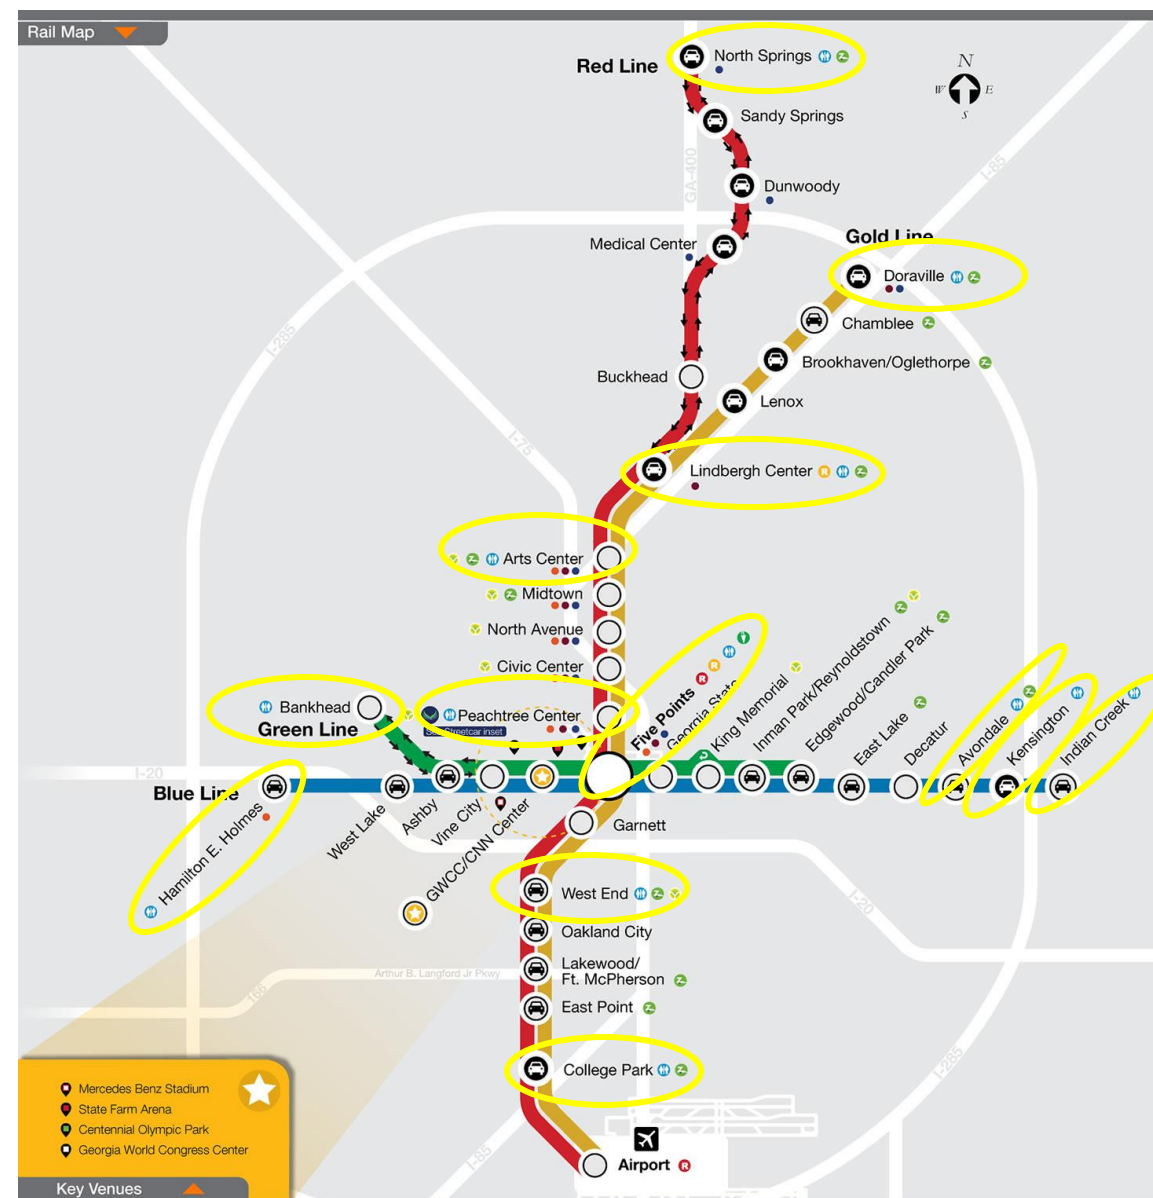 Rail Map
Red Line
North Springs
N
W
E
S
Sandy Springs
GA-400
I-85
Dunwoody
Medical Center
Gold Line
Doraville
Chamblee
I-285
Brookhaven/Oglethorpe
Buckhead
Lenox
I-75
Lindbergh Center
R
Arts Center
Midtown
North Avenue
Civic Center
Bankhead
Green Line
Peachtree Center
Streetcar inset
Five Points
R
R
Georgia State
King Memorial
Inman Park/Reynoldstown
Edgewood/Candler Park
East Lake
Decatur
Avondale
Kensington
Indian Creek
I-20
Blue Line
Hamilton E. Holmes
West Lake
Ashby
Vine City
GWCC/CNN Center
Garnett
West End
I-20
Oakland City
Lakewood/
Ft. McPherson
Arthur B. Langford Jr Pkwy
166
East Point
College Park
I-285
I-85
Airport R
Mercedes Benz Stadium
State Farm Arena
Centennial Olympic Park
Georgia World Congress Center
Key Venues